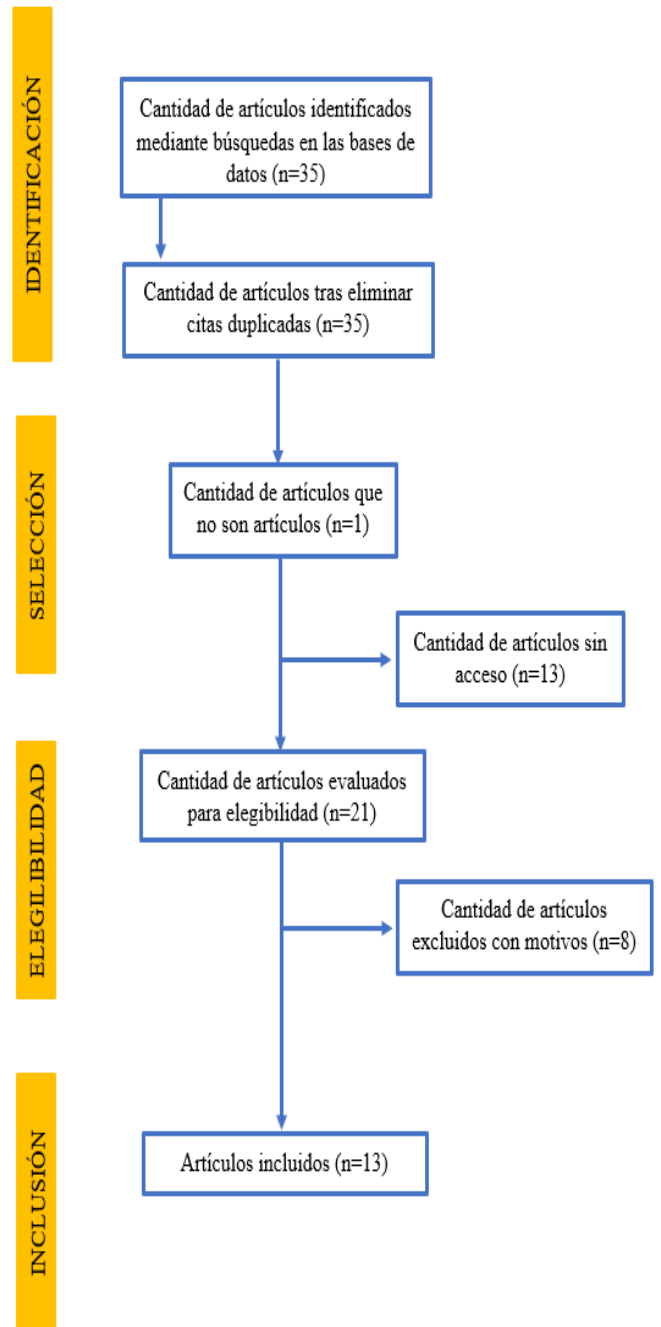 IDENTIFICACIÓN
Cantidad de artículos identificados
mediante búsquedas en las bases de
datos (n=35)
Cantidad de artículos tras eliminar
citas duplicadas (n=35)
SELECCIÓN
Cantidad de artículos que
no son artículos (n=1)
Cantidad de artículos sin
acceso (n=13)
ELEGILIBILIDAD
Cantidad de artículos evaluados
para elegibilidad (n=21)
Cantidad de artículos
excluidos con motivos (n=8)
INCLUSIÓN
Artículos incluidos (n=13)